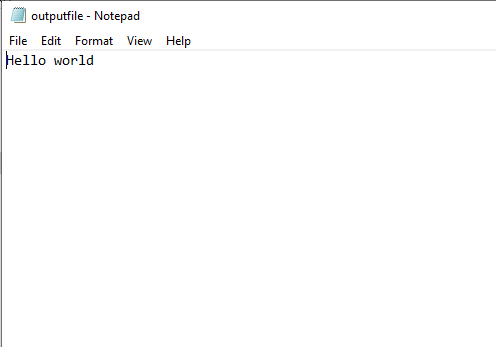 outputfile - Notepad
File Edit Format View Help
Hello world